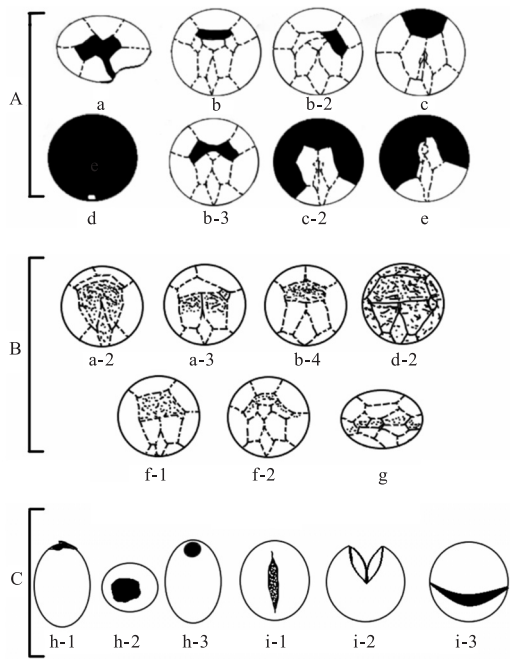 A
a b b-2 c
d b-3 c-2 e
B
a-2 a-3 b-4 d-2
f-1 f-2 g
C
h-1 h-2 h-3 i-1 i-2 i-3